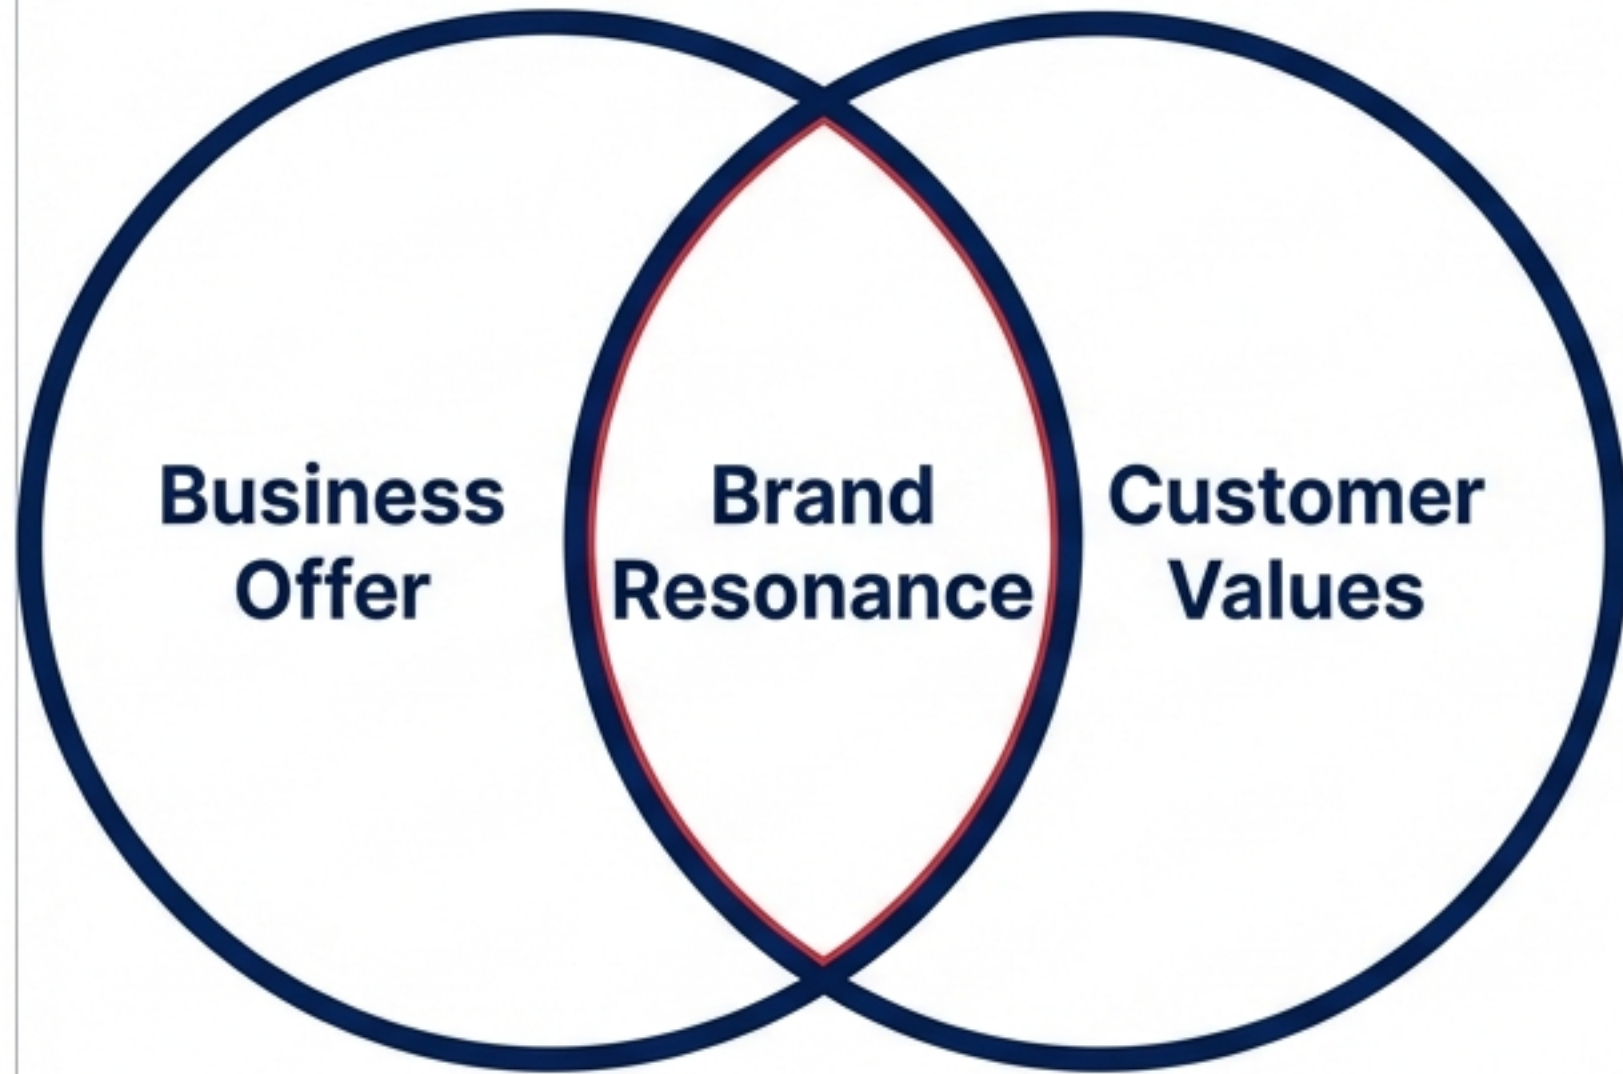 Business
Offer
Brand
Resonance
Customer
Values